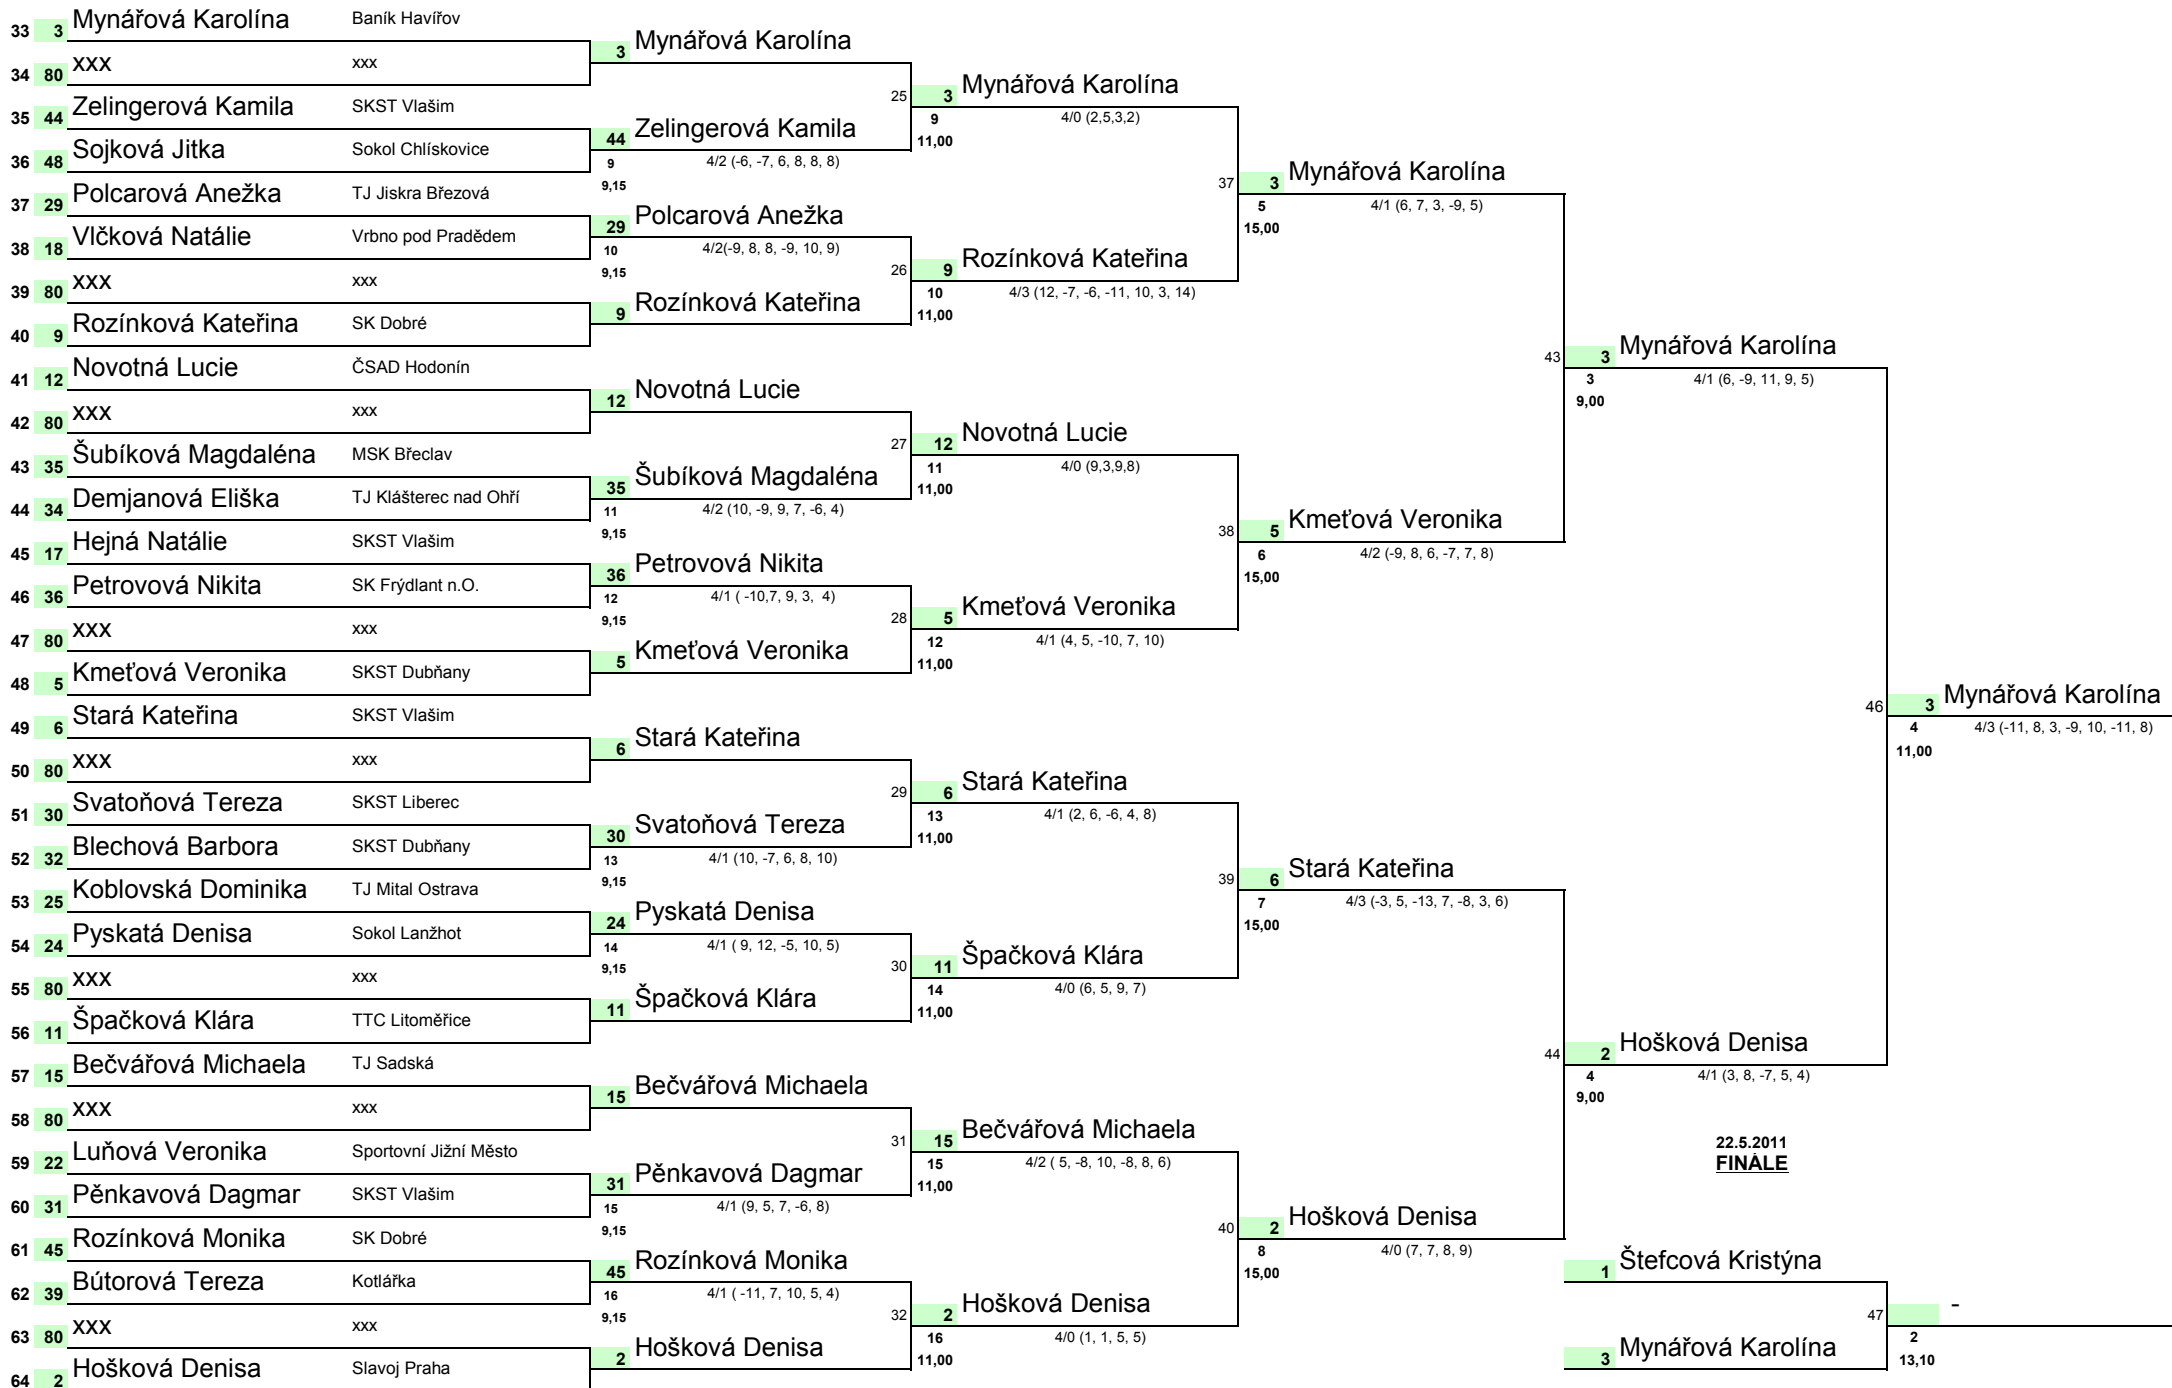 33 3 Mynářová Karolína Baník Havířov
3 Mynářová Karolína
34 80 xxx xxx
25 3 Mynářová Karolína
35 44 Zelingerová Kamila SKST Vlašim
9 4/0 (2,5,3,2)
44 Zelingerová Kamila 11,00
36 48 Sojková Jitka Sokol Chlískovice
9 4/2 (-6, -7, 6, 8, 8, 8)
9,15
37 3 Mynářová Karolína
37 29 Polcarová Anežka TJ Jiskra Březová
5 4/1 (6, 7, 3, -9, 5)
29 Polcarová Anežka 15,00
38 18 Vlčková Natálie Vrbno pod Pradědem
10 4/2(-9, 8, 8, -9, 10, 9)
9,15
26 9 Rozínková Kateřina
39 80 xxx xxx
10 4/3 (12, -7, -6, -11, 10, 3, 14)
9 Rozínková Kateřina 11,00
40 9 Rozínková Kateřina SK Dobré
43 3 Mynářová Karolína
41 12 Novotná Lucie ČSAD Hodonín
3 4/1 (6, -9, 11, 9, 5)
12 Novotná Lucie 9,00
42 80 xxx xxx
27 12 Novotná Lucie
43 35 Šubíková Magdaléna MSK Břeclav
11 4/0 (9,3,9,8)
35 Šubíková Magdaléna 11,00
44 34 Demjanová Eliška TJ Klášterec nad Ohří
11 4/2 (10, -9, 9, 7, -6, 4)
9,15
38 5 Kmeťová Veronika
45 17 Hejná Natálie SKST Vlašim
6 4/2 (-9, 8, 6, -7, 7, 8)
36 Petrovová Nikita 15,00
46 36 Petrovová Nikita SK Frýdlant n.O.
12 4/1 ( -10,7, 9, 3, 4)
9,15
28 5 Kmeťová Veronika
47 80 xxx xxx
12 4/1 (4, 5, -10, 7, 10)
5 Kmeťová Veronika 11,00
48 5 Kmeťová Veronika SKST Dubňany
46 3 Mynářová Karolína
49 6 Stará Kateřina SKST Vlašim
4 4/3 (-11, 8, 3, -9, 10, -11, 8)
6 Stará Kateřina 11,00
50 80 xxx xxx
29 6 Stará Kateřina
51 30 Svatoňová Tereza SKST Liberec
13 4/1 (2, 6, -6, 4, 8)
30 Svatoňová Tereza 11,00
52 32 Blechová Barbora SKST Dubňany
13 4/1 (10, -7, 6, 8, 10)
9,15
39 6 Stará Kateřina
53 25 Koblovská Dominika TJ Mital Ostrava
7 4/3 (-3, 5, -13, 7, -8, 3, 6)
24 Pyskatá Denisa 15,00
54 24 Pyskatá Denisa Sokol Lanžhot
14 4/1 ( 9, 12, -5, 10, 5)
9,15
30 11 Špačková Klára
55 80 xxx xxx
14 4/0 (6, 5, 9, 7)
11 Špačková Klára 11,00
56 11 Špačková Klára TTC Litoměřice
44 2 Hošková Denisa
57 15 Bečvářová Michaela TJ Sadská
4 4/1 (3, 8, -7, 5, 4)
15 Bečvářová Michaela 9,00
58 80 xxx xxx
31 15 Bečvářová Michaela
22.5.2011
FINÁLE
59 22 Luňová Veronika Sportovní Jižní Město
15 4/2 ( 5, -8, 10, -8, 8, 6)
31 Pěnkavová Dagmar 11,00
60 31 Pěnkavová Dagmar SKST Vlašim
15 4/1 (9, 5, 7, -6, 8)
9,15
40 2 Hošková Denisa
61 45 Rozínková Monika SK Dobré
8 4/0 (7, 7, 8, 9)
45 Rozínková Monika 15,00
1 Štefcová Kristýna
62 39 Bútorová Tereza Kotlářka
16 4/1 ( -11, 7, 10, 5, 4)
9,15
32 2 Hošková Denisa
47 -
63 80 xxx xxx
16 4/0 (1, 1, 5, 5)
2
2 Hošková Denisa 11,00
3 Mynářová Karolína 13,10
64 2 Hošková Denisa Slavoj Praha